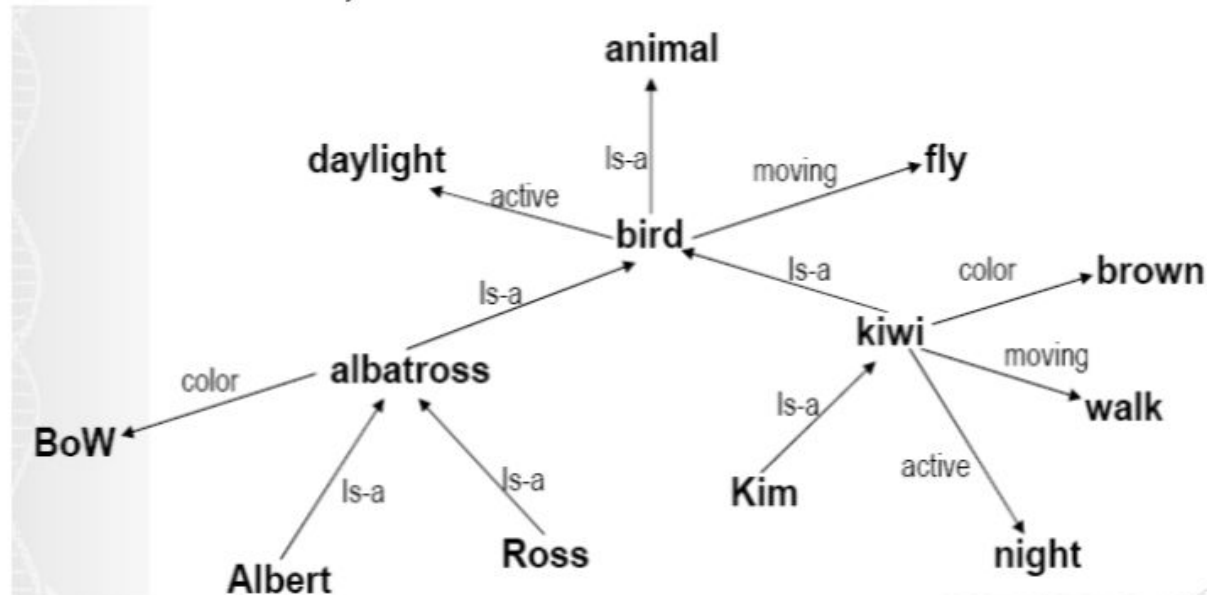 animal
daylight
Is-a
moving
fly
active
bird
Is-a
Is-a
color
brown
kiwi
color
albatross
moving
walk
BoW
Is-a
active
Is-a
Is-a
Kim
Ross
night
Albert